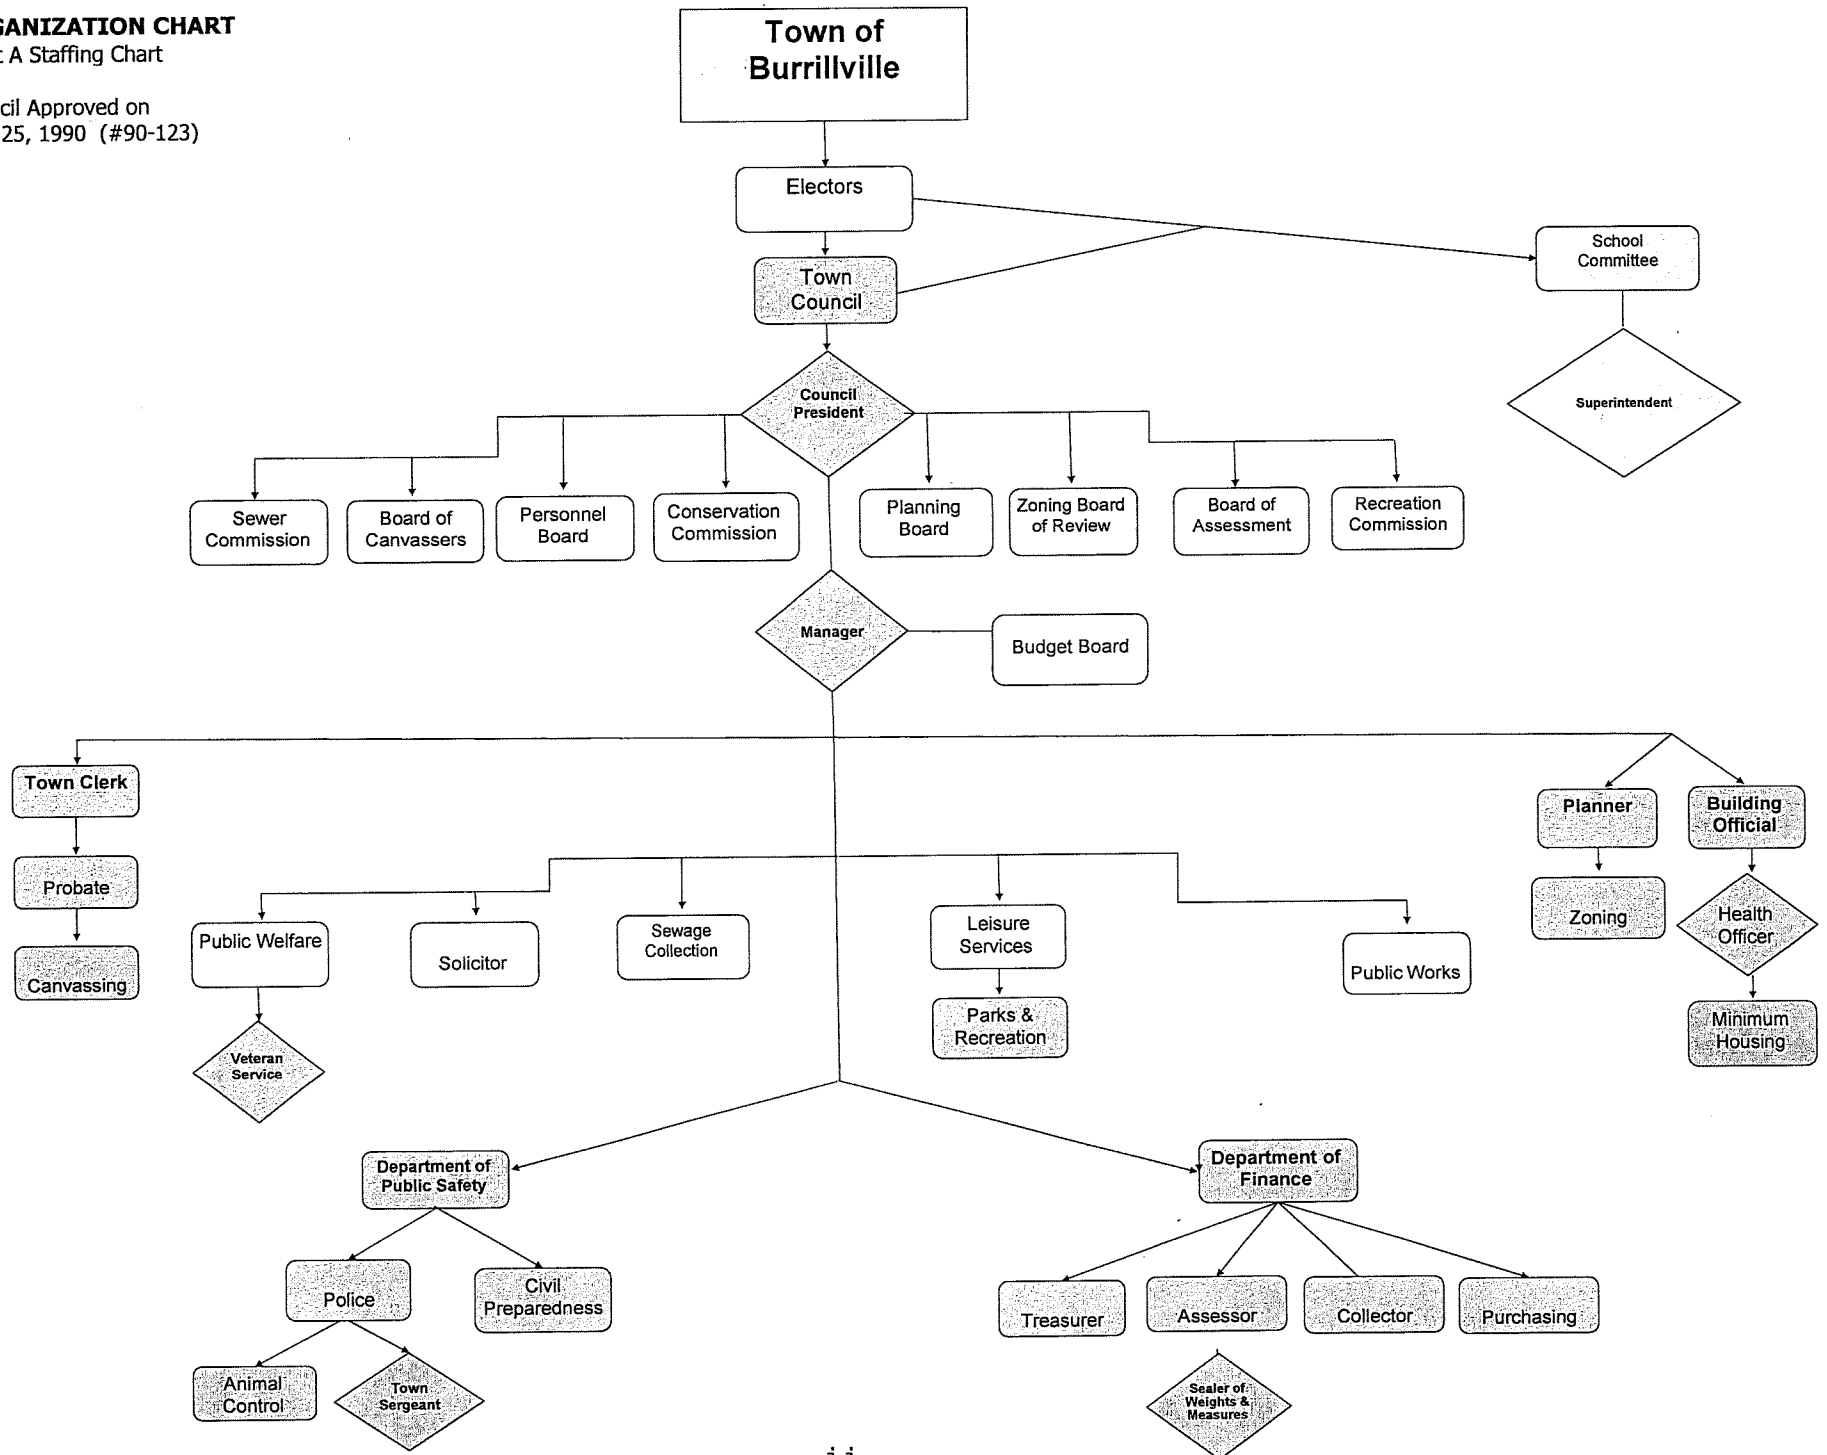 GANIZATION CHART
A Staffing Chart
cil Approved on
25, 1990 (#90-123)
Town of
Burrillville
Electors
Town
Council
School
Committee
Council
President
Superintendent
Sewer
Commission
Board of
Canvassers
Personnel
Board
Conservation
Commission
Planning
Board
Zoning Board
of Review
Board of
Assessment
Recreation
Commission
Manager
Budget Board
Town Clerk
Planner
Building
Official
Probate
Zoning
Health
Officer
Canvassing
Public Welfare
Solicitor
Sewage
Collection
Leisure
Services
Public Works
Parks &
Recreation
Minimum
Housing
Veteran
Service
Department of
Public Safety
Department of
Finance
Police
Civil
Preparedness
Treasurer
Assessor
Collector
Purchasing
Animal
Control
Town
Sergeant
Sealer of
Weights &
Measures